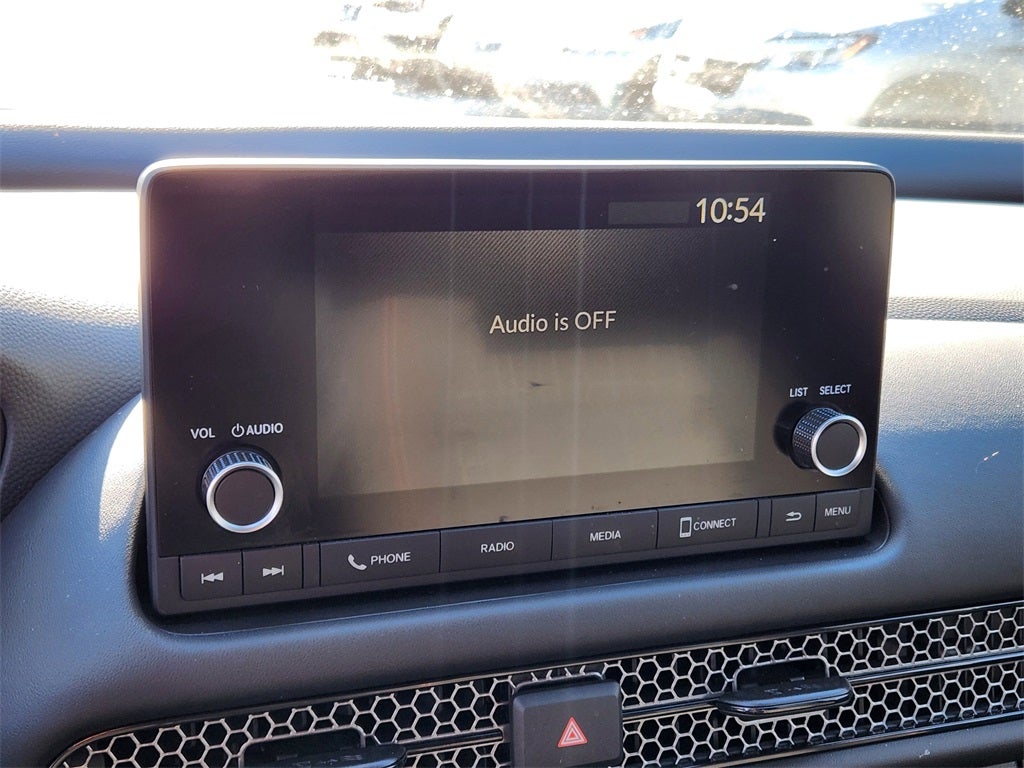 10:54
Audio is OFF
LIST SELECT
VOL AUDIO
PHONE
RADIO
MEDIA
CONNECT
MENU